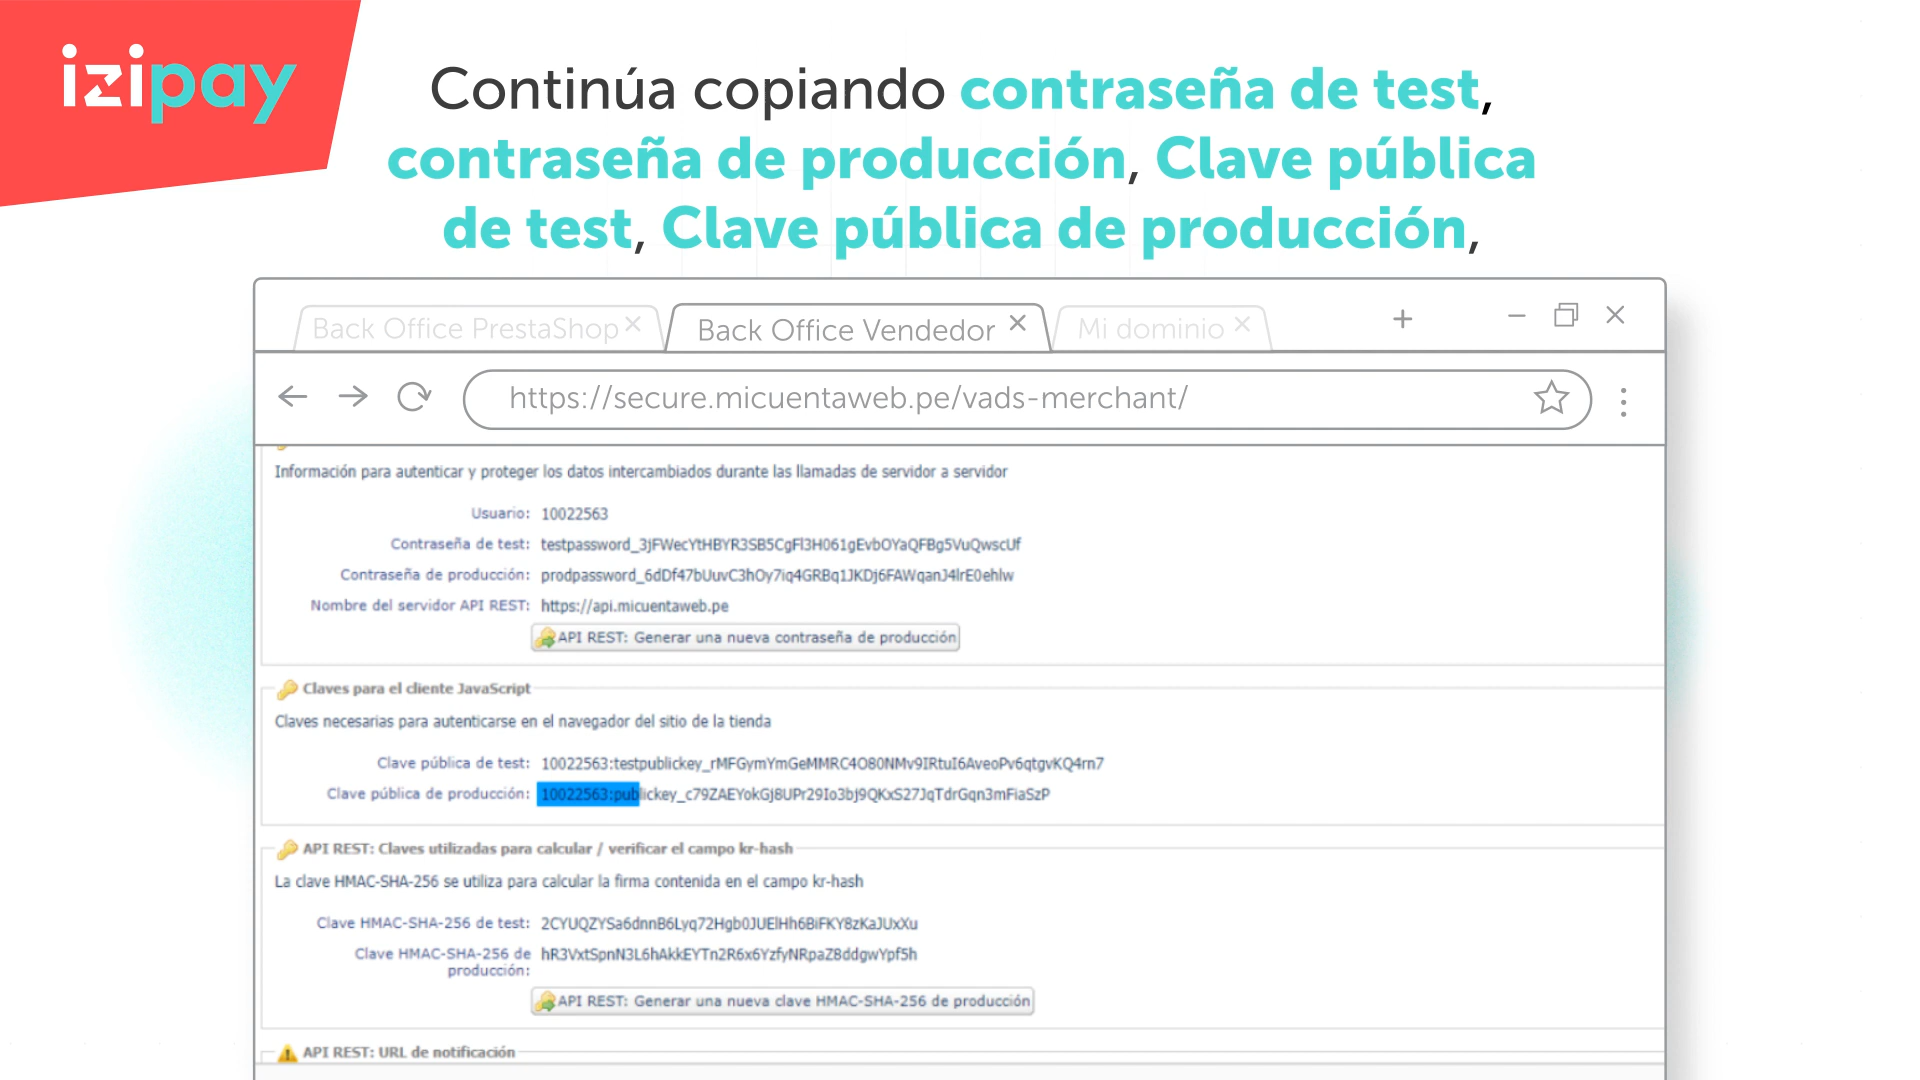 izipay
Continúa copiando contraseña de test,
contraseña de producción, Clave pública
de test, Clave pública de producción,
Back Office PrestaShop
Back Office Vendedor
Mi dominio
https://secure.micuentaweb.pe/vads-merchant/
Información para autenticar y proteger los datos intercambiados durante las llamadas de servidor a servidor
Usuario: 10022563
Contraseña de test: testpassword_3jFWecYtHBYR3SB5CgFl3H061gEvbOYaQFBg5VuQwscUf
Contraseña de producción: prodpassword_6dDf47bUuvC3hOy7iq4GRBq1JKDj6FAWqanJ4lrE0ehlw
Nombre del servidor API REST: https://api.micuentaweb.pe
API REST: Generar una nueva contraseña de producción
Claves para el cliente JavaScript
Claves necesarias para autenticarse en el navegador del sitio de la tienda
Clave pública de test: 10022563:testpublickey_rMFGymYmGeMMRC4O80NMv9IRtuI6AveoPv6qtgvKQ4rn7
Clave pública de producción: 10022563:publickey_c79ZAEYokGj8UPr29Io3bj9QKxS27JqTdrGqn3mFiaSzP
API REST: Claves utilizadas para calcular / verificar el campo kr-hash
La clave HMAC-SHA-256 se utiliza para calcular la firma contenida en el campo kr-hash
Clave HMAC-SHA-256 de test: 2CYUQZYSa6dnnB6Lyq72Hgb0JUElHh6BiFKY8zKaJUxXu
Clave HMAC-SHA-256 de hR3VxtSpnN3L6hAkkEYTn2R6x6YzfyNRpaZ8ddgwYpf5h
producción:
API REST: Generar una nueva clave HMAC-SHA-256 de producción
API REST: URL de notificación